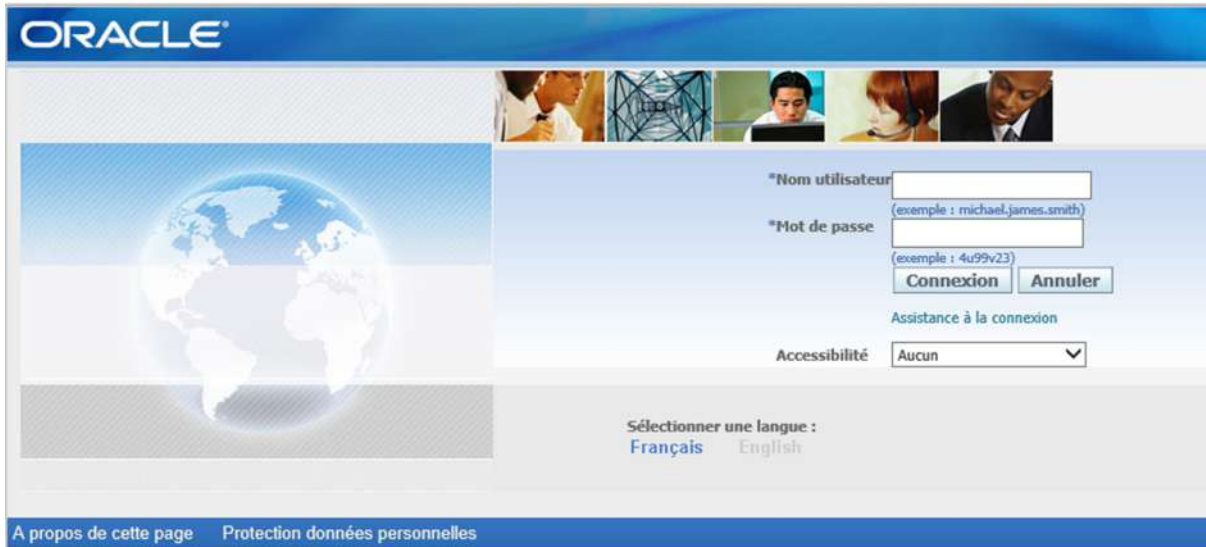 ORACLE®
*Nom utilisateur
(exemple : michael.james.smith)
*Mot de passe
(exemple : 4u99v23)
Connexion Annuler
Assistance à la connexion
Accessibilité Aucun
Sélectionner une langue :
Français English
A propos de cette page Protection données personnelles